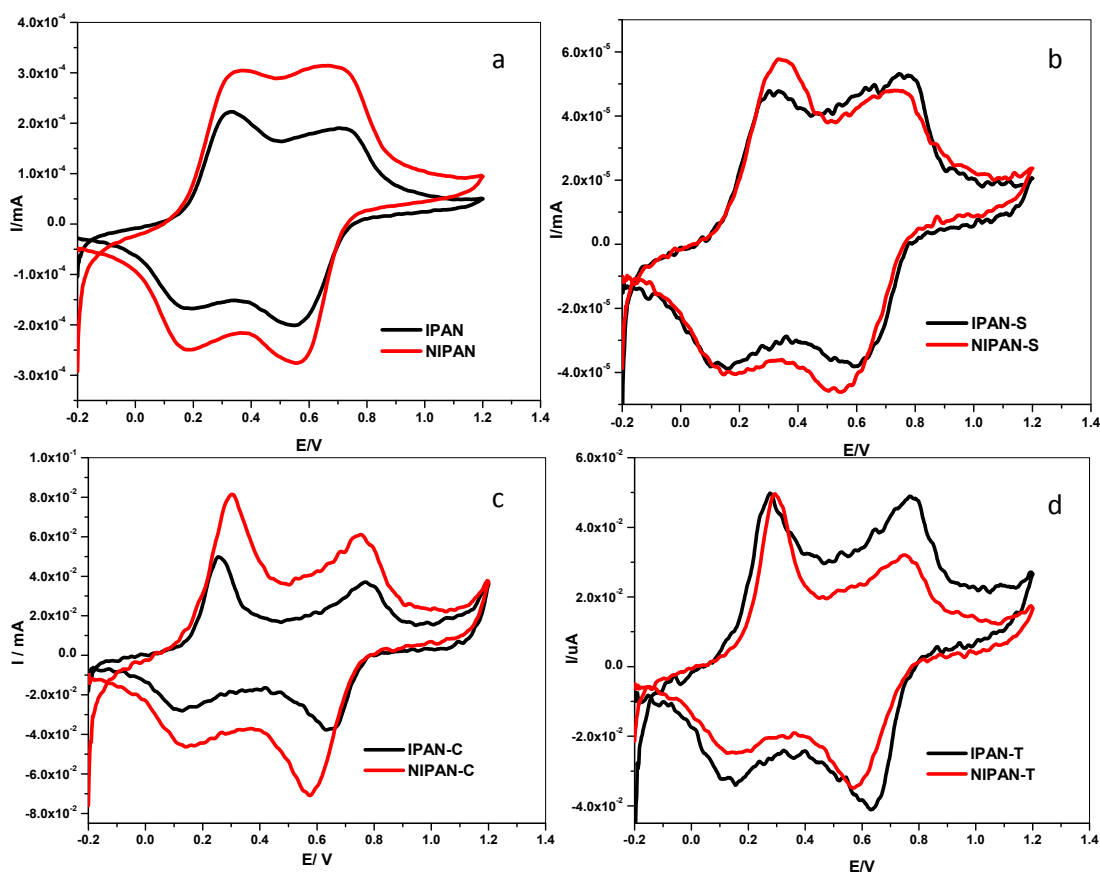 a
I/mA
4.0x10-4
3.0x10-4
2.0x10-4
1.0x10-4
0.0
-1.0x10-4
-2.0x10-4
-3.0x10-4
-0.2 0.0 0.2 0.4 0.6 0.8 1.0 1.2 1.4
E/V
IPAN
NIPAN
b
I/mA
6.0x10-5
4.0x10-5
2.0x10-5
0.0
-2.0x10-5
-4.0x10-5
-0.2 0.0 0.2 0.4 0.6 0.8 1.0 1.2 1.4
E/V
IPAN-S
NIPAN-S
c
I / mA
1.0x10-1
8.0x10-2
6.0x10-2
4.0x10-2
2.0x10-2
0.0
-2.0x10-2
-4.0x10-2
-6.0x10-2
-8.0x10-2
-0.2 0.0 0.2 0.4 0.6 0.8 1.0 1.2 1.4
E/ V
IPAN-C
NIPAN-C
d
I/uA
6.0x10-2
4.0x10-2
2.0x10-2
0.0
-2.0x10-2
-4.0x10-2
-0.2 0.0 0.2 0.4 0.6 0.8 1.0 1.2 1.4
E/V
IPAN-T
NIPAN-T